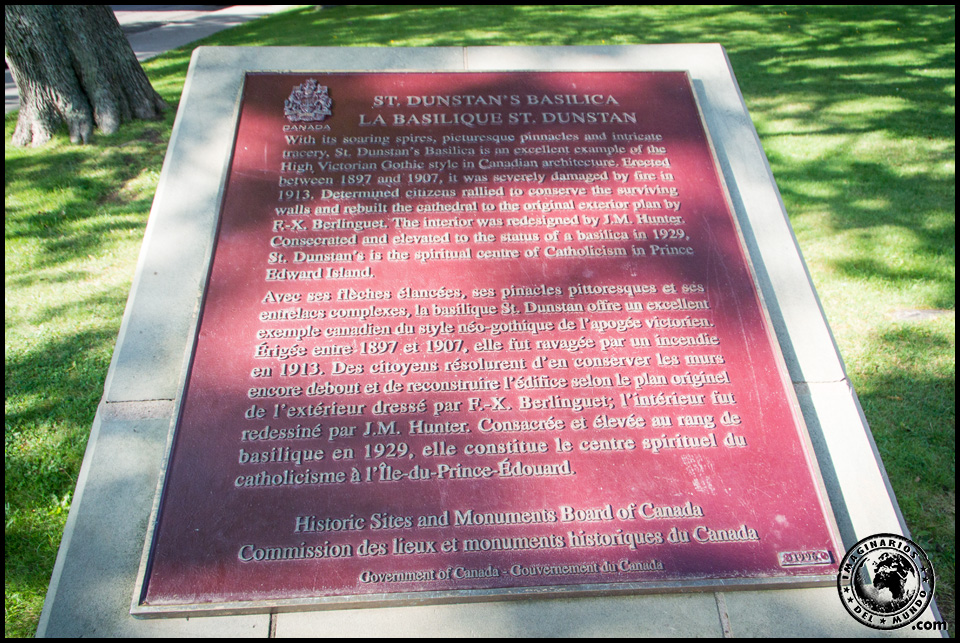 CANADA
ST. DUNSTAN'S BASILICA
LA BASILIQUE ST. DUNSTAN
With its soaring spires, picturesque pinnacles and intricate
tracery, St. Dunstan's Basilica is an excellent example of the
High Victorian Gothic style in Canadian architecture. Erected
between 1897 and 1907, it was severely damaged by fire in
1913. Determined citizens rallied to conserve the surviving
walls and rebuilt the cathedral to the original exterior plan by
F.-X. Berlinguet. The interior was redesigned by J.M. Hunter.
Consecrated and elevated to the status of a basilica in 1929,
St. Dunstan's is the spiritual centre of Catholicism in Prince
Edward Island.
Avec ses flèches élancées, ses pinacles pittoresques et ses
entrelacs complexes, la basilique St. Dunstan offre un excellent
exemple canadien du style néo-gothique de l'apogée victorien.
Érigée entre 1897 et 1907, elle fut ravagée par un incendie
en 1913. Des citoyens résolurent d'en conserver les murs
encore debout et de reconstruire l'édifice selon le plan originel
de l'extérieur dressé par F.-X. Berlinguet; l'intérieur fut
redessiné par J.M. Hunter. Consacrée et élevée au rang de
basilique en 1929, elle constitue le centre spirituel du
catholicisme à l'Île-du-Prince-Édouard.
Historic Sites and Monuments Board of Canada
Commission des lieux et monuments historiques du Canada
Government of Canada - Gouvernement du Canada
IMAGINARIOS
DEL MUNDO
.com